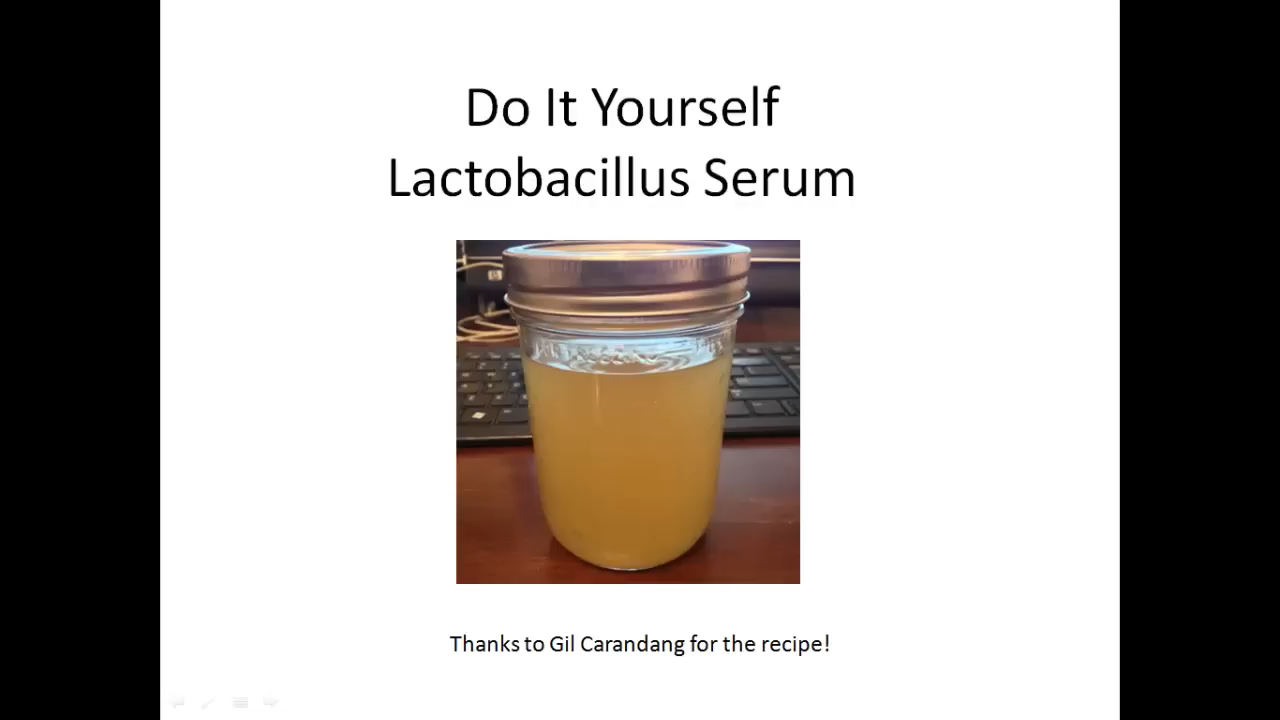 Do It Yourself
Lactobacillus Serum
Thanks to Gil Carandang for the recipe!